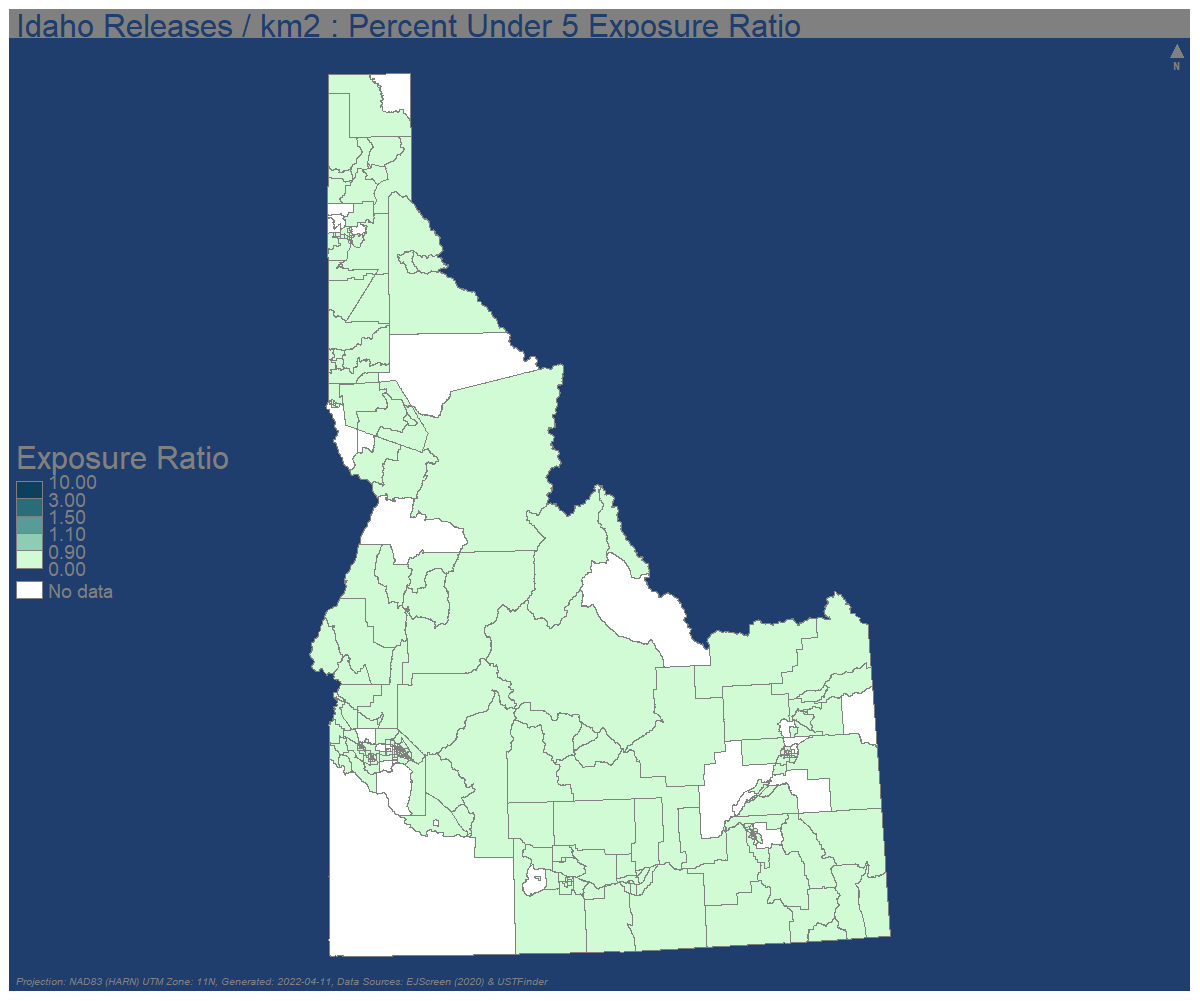 Idaho Releases / km2 : Percent Under 5 Exposure Ratio
N
Exposure Ratio
10.00
3.00
1.50
1.10
0.90
0.00
No data
Projection: NAD83 (HARN) UTM Zone: 11N, Generated: 2022-04-11, Data Sources: EJScreen (2020) & USTFinder